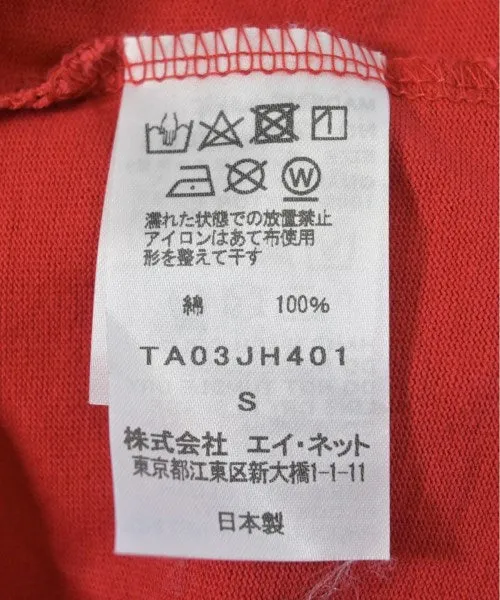 W
濡れた状態での放置禁止
アイロンはあて布使用
形を整えて干す
綿 100%
TA03JH401
S
株式会社 エイ・ネット
東京都江東区新大橋1-1-11
日本製